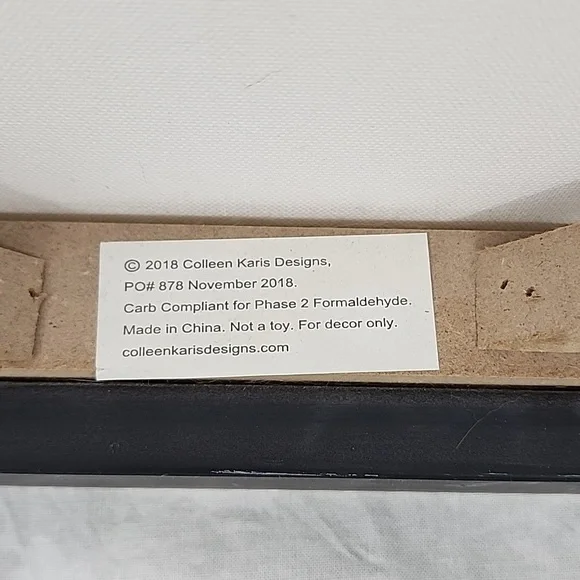 © 2018 Colleen Karis Designs,
PO# 878 November 2018.
Carb Compliant for Phase 2 Formaldehyde.
Made in China. Not a toy. For decor only.
colleenkarisdesigns.com